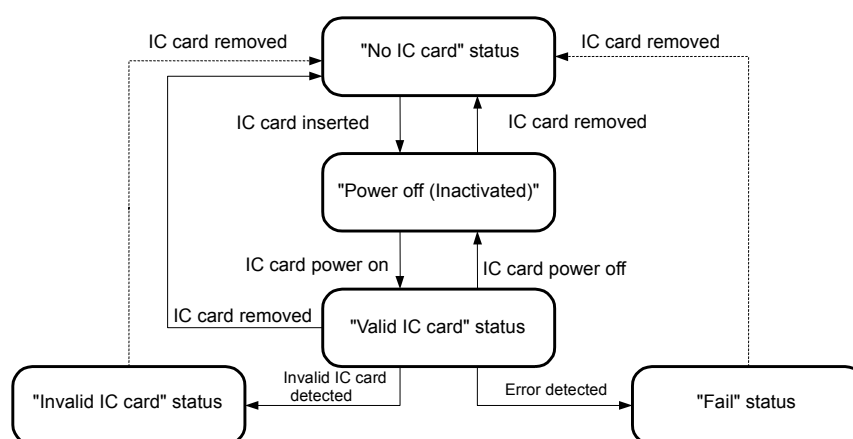 IC card removed
"No IC card" status
IC card removed
IC card inserted
IC card removed
"Power off (Inactivated)"
IC card power on
IC card power off
IC card removed
"Valid IC card" status
Invalid IC card
detected
Error detected
"Invalid IC card" status
"Fail" status